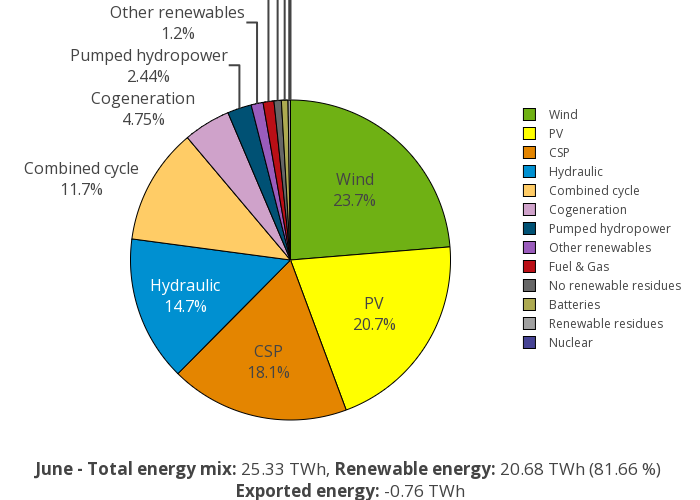 Other renewables
1.2%
Pumped hydropower
2.44%
Cogeneration
4.75%
Combined cycle
11.7%
Wind
23.7%
Hydraulic
14.7%
PV
20.7%
CSP
18.1%
Wind
PV
CSP
Hydraulic
Combined cycle
Cogeneration
Pumped hydropower
Other renewables
Fuel & Gas
No renewable residues
Batteries
Renewable residues
Nuclear
June - Total energy mix: 25.33 TWh, Renewable energy: 20.68 TWh (81.66 %)
Exported energy: -0.76 TWh